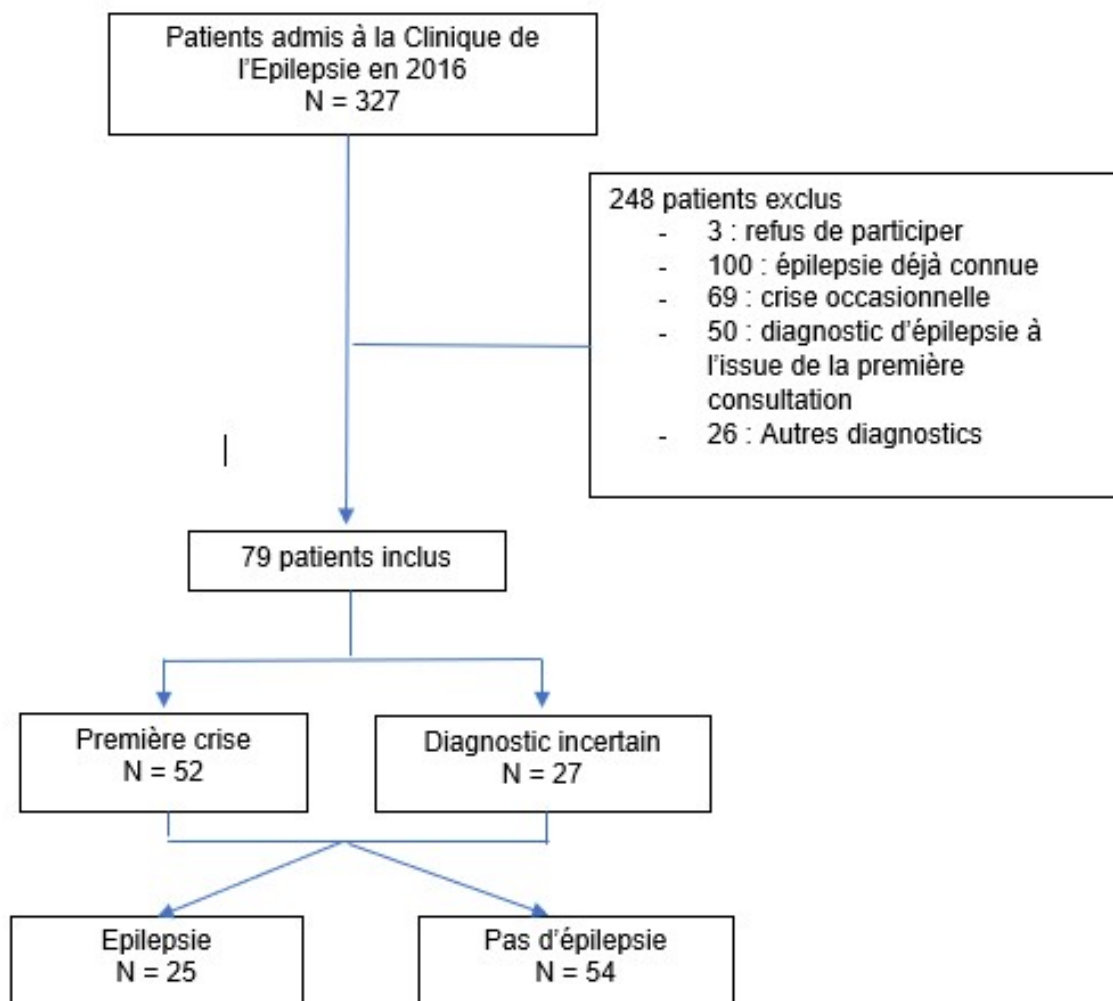 Patients admis à la Clinique de
l'Epilepsie en 2016
N = 327
248 patients exclus
- 3 : refus de participer
- 100 : épilepsie déjà connue
- 69 : crise occasionnelle
- 50 : diagnostic d'épilepsie à
l'issue de la première
consultation
- 26 : Autres diagnostics
79 patients inclus
Première crise
N = 52
Diagnostic incertain
N = 27
Epilepsie
N = 25
Pas d'épilepsie
N = 54